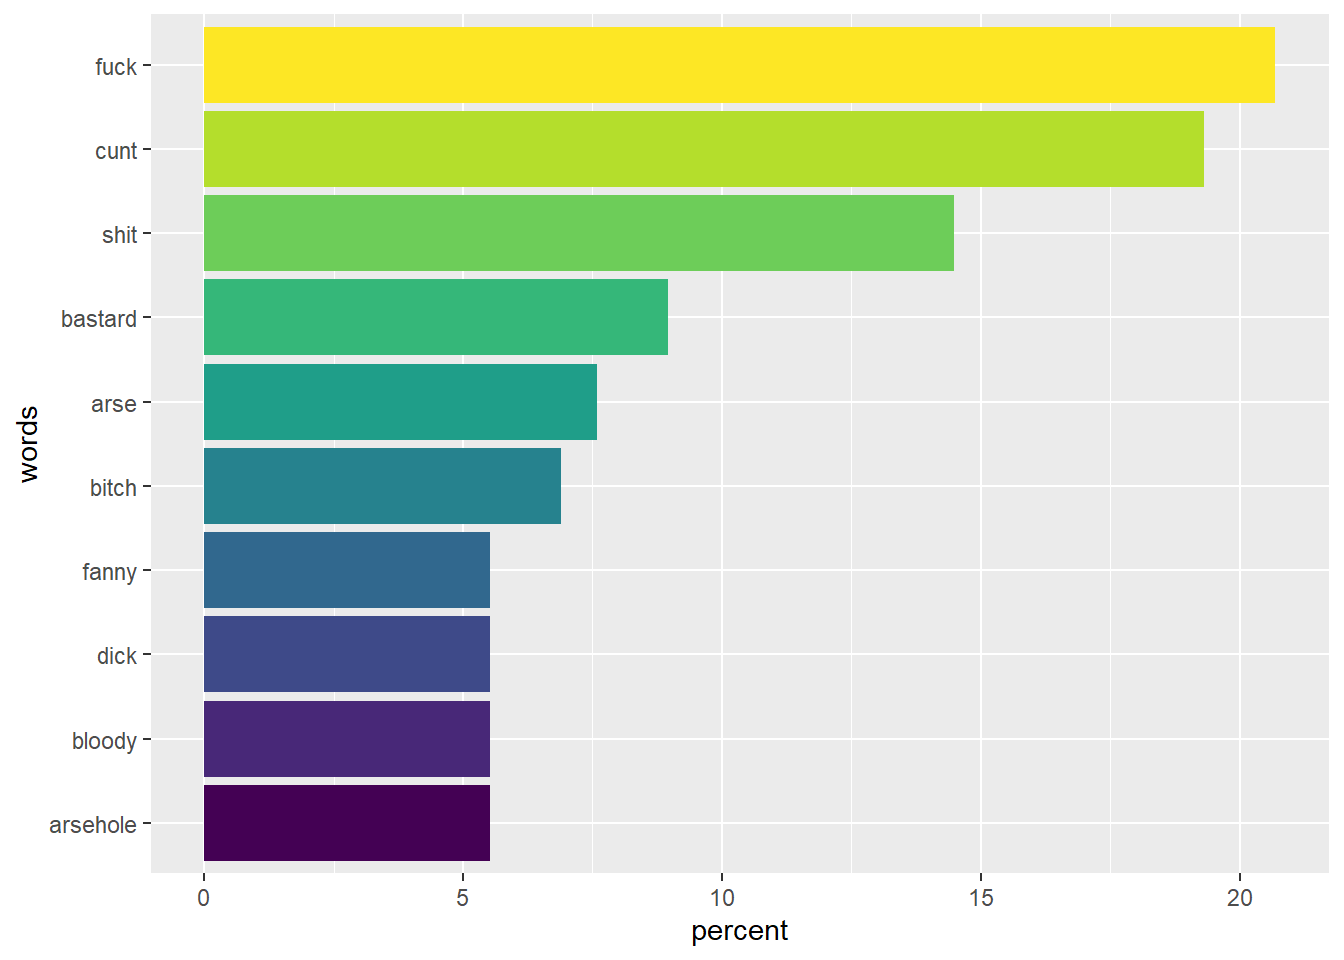 fuck
cunt
shit
bastard
arse
bitch
fanny
dick
bloody
arsehole
words
0 5 10 15 20
percent